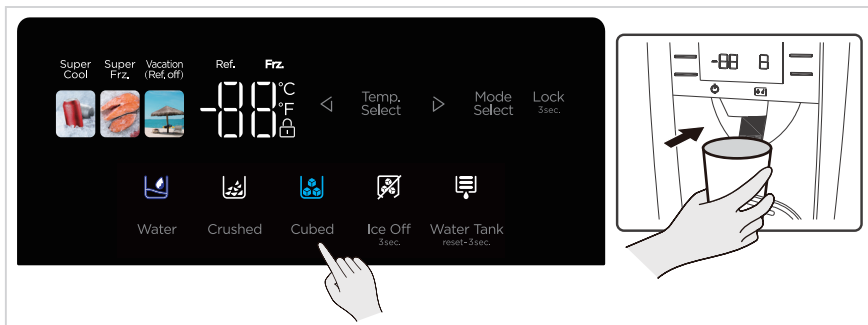 Super Cool
Super Frz.
Vacation (Ref. off)
Ref.
Frz.
-88 °C °F
Temp. Select
Mode Select
Lock 3sec.
-88 8
Water
Crushed
Cubed
Ice Off 3sec.
Water Tank reset-3sec.